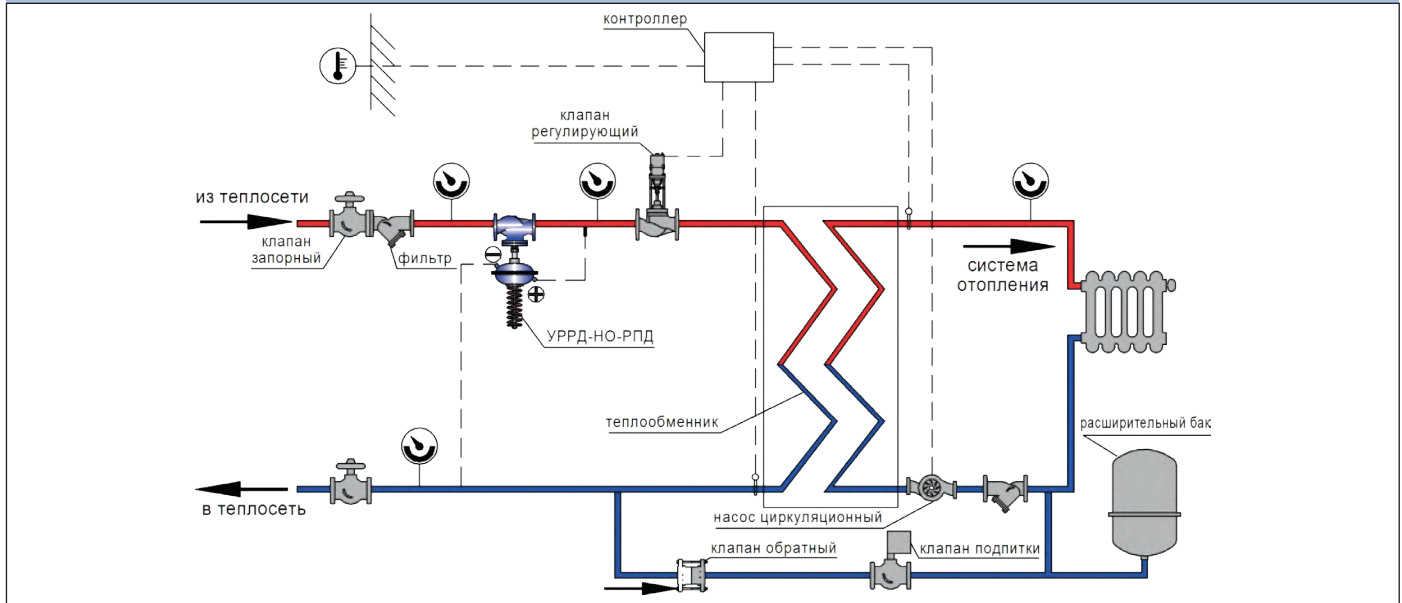 контроллер
клапан
регулирующий
из теплосети
клапан
запорный
фильтр
система
отопления
УРРД-НО-РПД
теплообменник
расширительный бак
в теплосеть
насос циркуляционный
клапан обратный
клапан подпитки